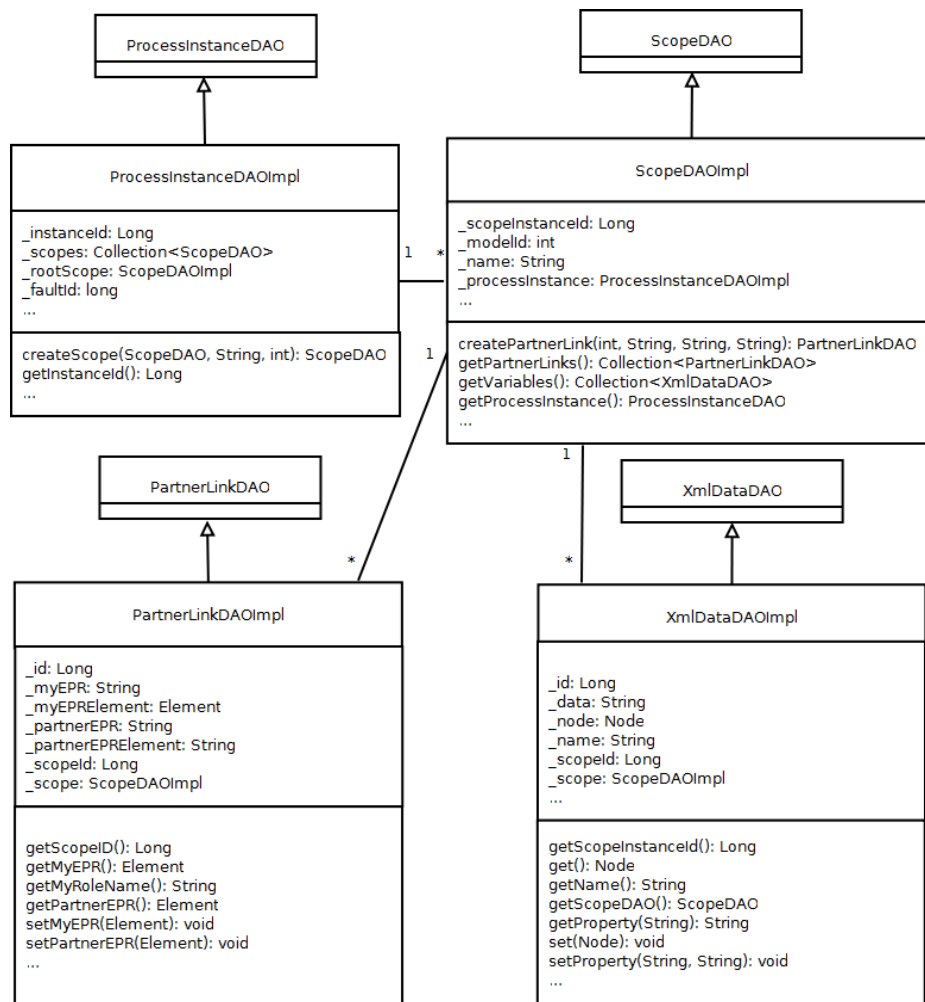 ProcessInstanceDAO
ScopeDAO
ProcessInstanceDAOImpl
_instanceId: Long
_scopes: Collection<ScopeDAO>
_rootScope: ScopeDAOImpl
_faultId: long
...
createScope(ScopeDAO, String, int): ScopeDAO
getInstanceId(): Long
...
1
*
ScopeDAOImpl
_scopeInstanceId: Long
_modelId: int
_name: String
_processInstance: ProcessInstanceDAOImpl
...
createPartnerLink(int, String, String, String): PartnerLinkDAO
getPartnerLinks(): Collection<PartnerLinkDAO>
getVariables(): Collection<XmlDataDAO>
getProcessInstance(): ProcessInstanceDAO
...
1
*
1
*
PartnerLinkDAO
XmlDataDAO
PartnerLinkDAOImpl
_id: Long
_myEPR: String
_myEPRElement: Element
_partnerEPR: String
_partnerEPRElement: String
_scopeId: Long
_scope: ScopeDAOImpl
getScopeID(): Long
getMyEPR(): Element
getMyRoleName(): String
getPartnerEPR(): Element
setMyEPR(Element): void
setPartnerEPR(Element): void
...
XmlDataDAOImpl
_id: Long
_data: String
_node: Node
_name: String
_scopeId: Long
_scope: ScopeDAOImpl
...
getScopeInstanceId(): Long
get(): Node
getName(): String
getScopeDAO(): ScopeDAO
getProperty(String): String
set(Node): void
setProperty(String, String): void
...